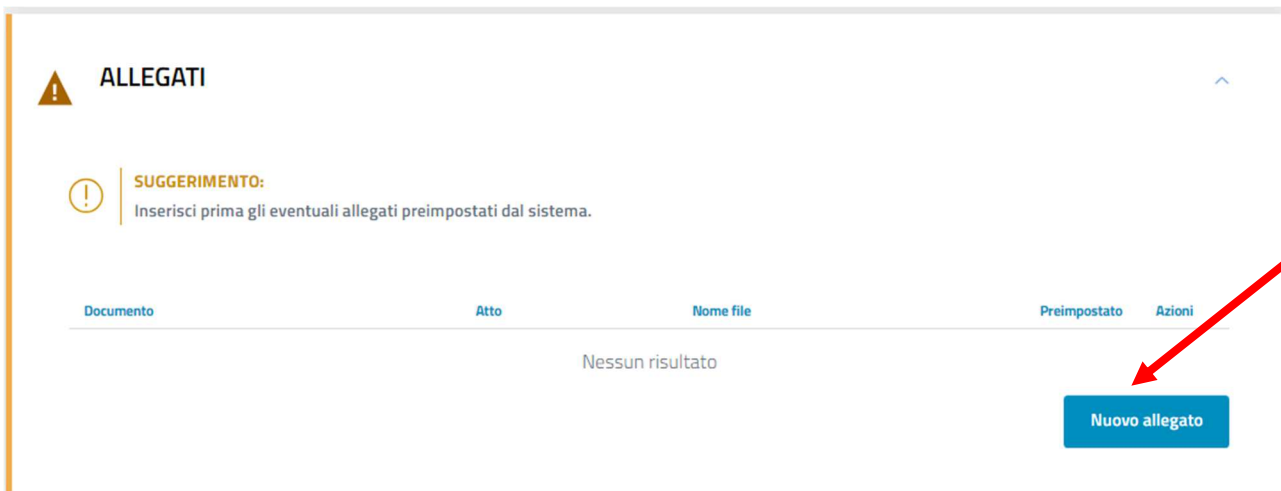 ALLEGATI
SUGGERIMENTO:
Inserisci prima gli eventuali allegati preimpostati dal sistema.
Documento Atto Nome file Preimpostato Azioni
Nessun risultato
Nuovo allegato